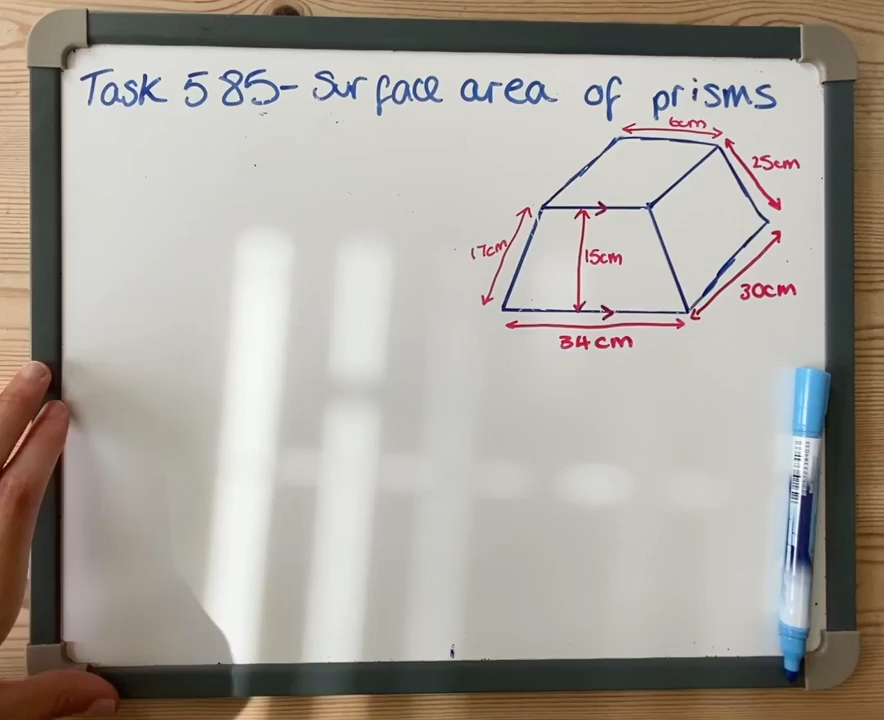 Task 585- Surface area of prisms
6cm
25cm
17cm
15cm
30cm
34cm